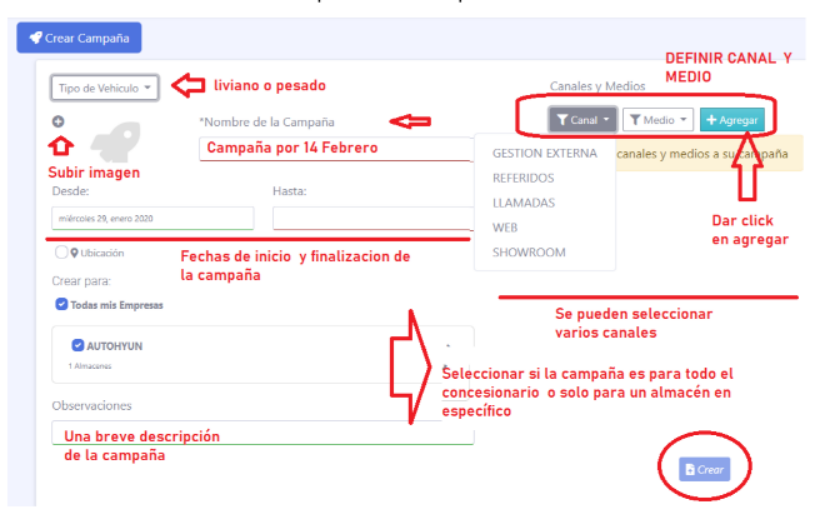 Crear Campaña
DEFINIR CANAL Y
MEDIO
Tipo de Vehiculo
liviano o pesado
Canales y Medios
*Nombre de la Campaña
Canal
Medio
Agregar
Campaña por 14 Febrero
GESTION EXTERNA
canales y medios a su campaña
Subir imagen
REFERIDOS
Desde:
Hasta:
LLAMADAS
miércoles 29, enero 2020
WEB
Dar click
en agregar
SHOWROOM
Ubicación
Fechas de inicio y finalizacion de
la campaña
Crear para:
Todas mis Empresas
Se pueden seleccionar
varios canales
AUTOHYUN
1 Almacenes
Seleccionar si la campaña es para todo el
concesionario o solo para un almacén en
específico
Observaciones
Una breve descripción
de la campaña
Crear